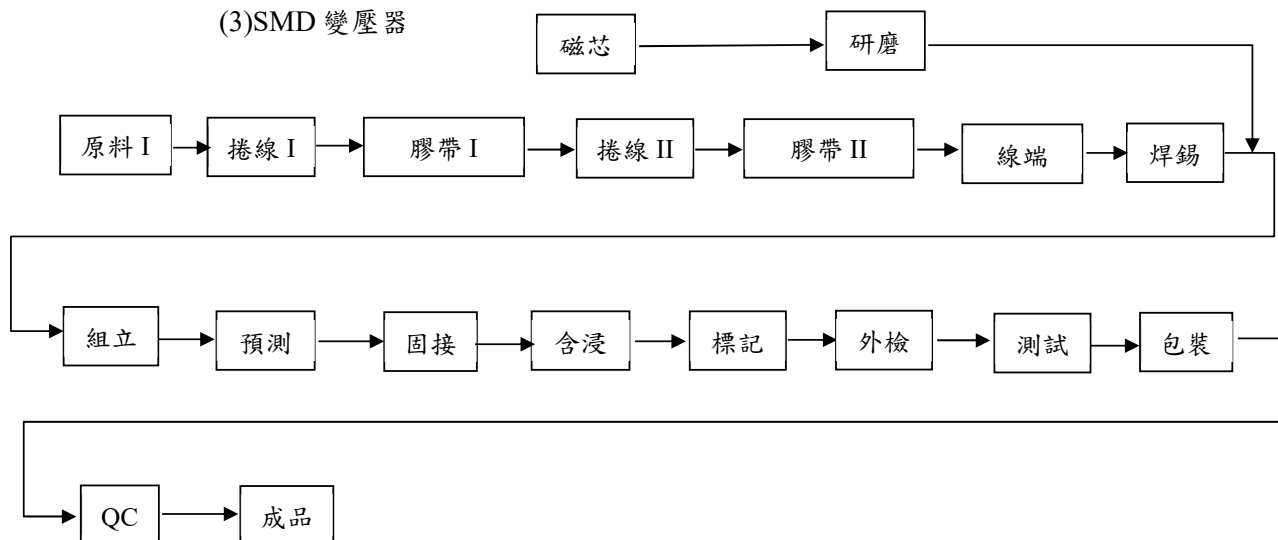 (3)SMD 變壓器
磁芯 研磨
原料 I 捲線 I 膠帶 I 捲線 II 膠帶 II 線端 焊錫
組立 預測 固接 含浸 標記 外檢 測試 包裝
QC 成品